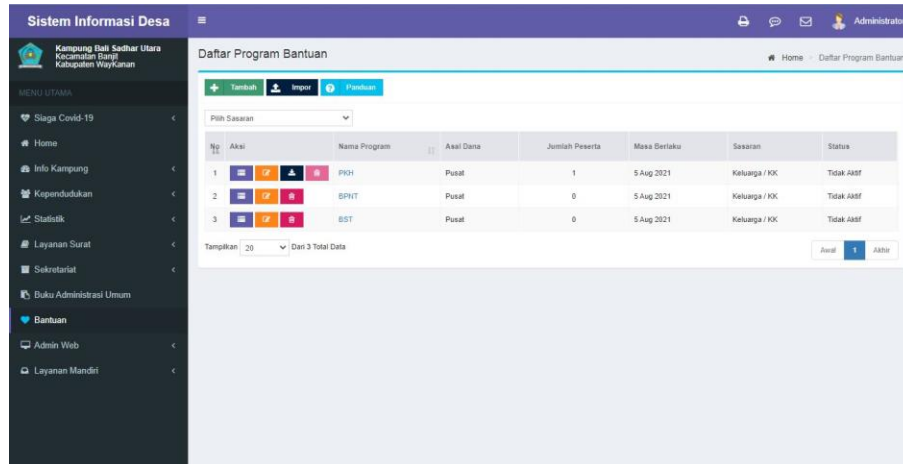 Sistem Informasi Desa
Administrator
Kampung Bali Sadhar Utara
Kecamatan Banjit
Kabupaten WayKanan
Daftar Program Bantuan
Home
Daftar Program Bantuan
MENU UTAMA
Tambah
Impor
Panduan
Siaga Covid-19
Pilih Sasaran
Home
No Aksi Nama Program Asal Dana Jumlah Peserta Masa Berlaku Sasaran Status
Info Kampung
1 PKH Pusat 1 5 Aug 2021 Keluarga / KK Tidak Aktif
Kependudukan
2 BPNT Pusat 0 5 Aug 2021 Keluarga / KK Tidak Aktif
Statistik
3 BST Pusat 0 5 Aug 2021 Keluarga / KK Tidak Aktif
Layanan Surat
Tampilkan 20 Dari 3 Total Data
Awal 1 Akhir
Sekretariat
Buku Administrasi Umum
Bantuan
Admin Web
Layanan Mandiri